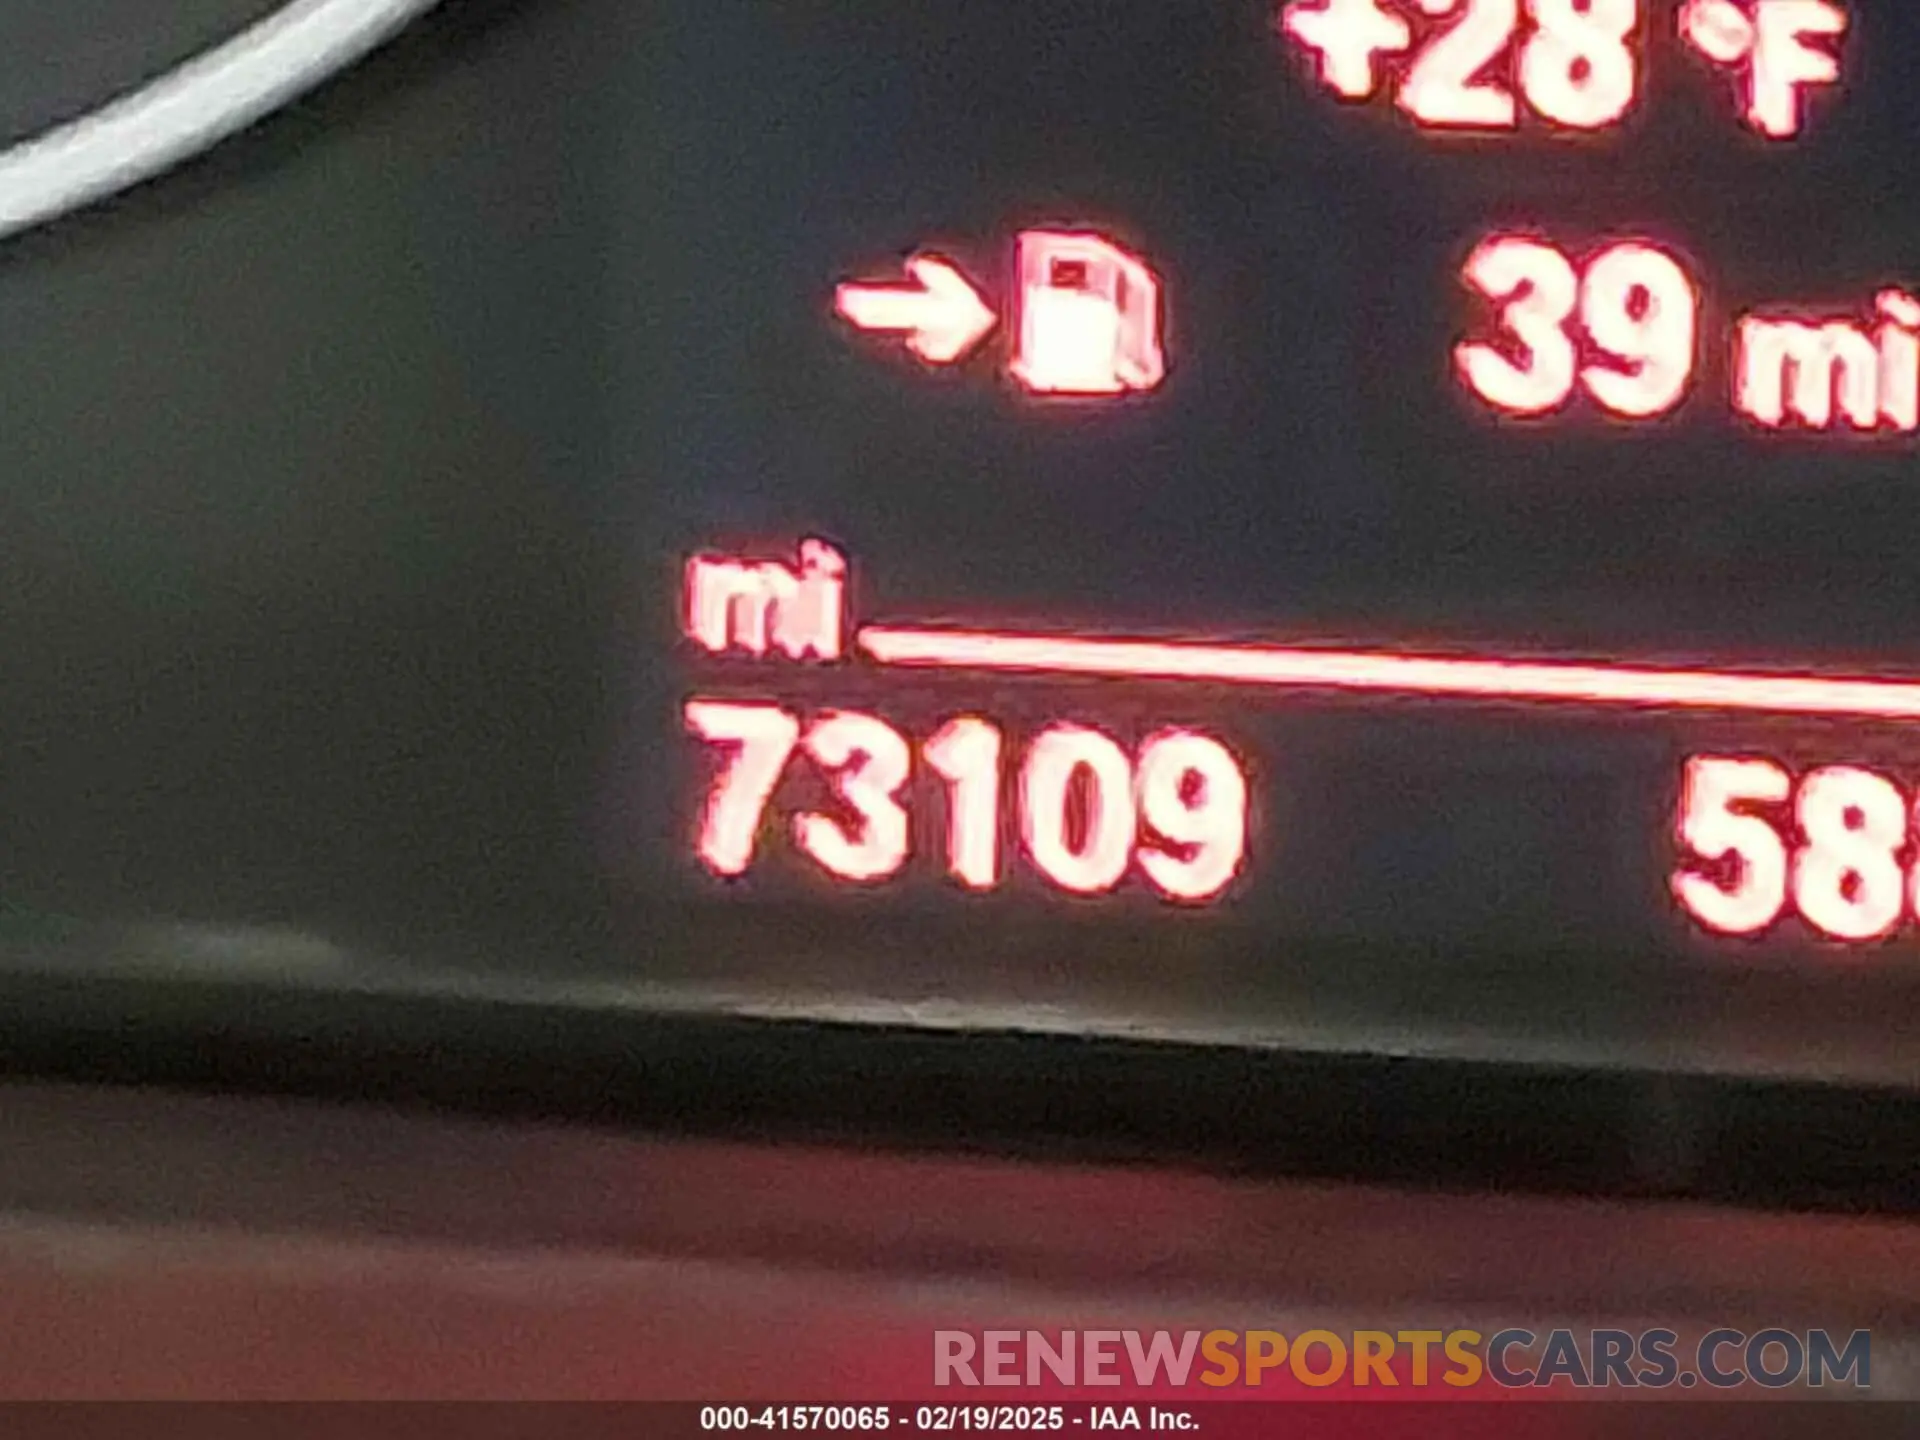 +28 °F
39 mi
mi
73109 58
RENEWSPORTSCARS.COM
000-41570065 - 02/19/2025 - IAA Inc.